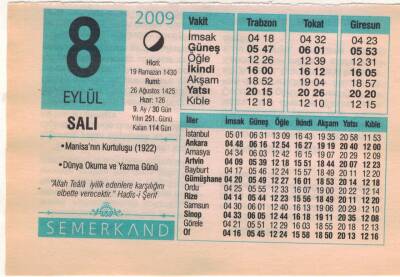 2009
8
EYLÜL
SALI
Hicri:
19 Ramazan 1430
Rumi:
26 Ağustos 1425
Hızır: 126
9. Ay / 30 Gün
Yılın 251. Günü
Kalan 114 Gün
• Manisa'nın Kurtuluşu (1922)
• Dünya Okuma ve Yazma Günü
"Allah Teâlâ iyilik edenlere karşılığını
elbette verecektir." Hadis-i Şerif
SEMERKAND
Vakit Trabzon Tokat Giresun
İmsak 04 18 04 32 04 23
Güneş 05 47 06 01 05 53
Öğle 12 26 12 39 12 32
İkindi 16 00 16 12 16 05
Akşam 18 52 19 04 18 58
Yatsı 20 15 20 26 20 20
Kıble 12 18 12 15 12 12
İller İmsak Güneş Öğle İkindi Akşam Yatsı Kıble
İstanbul 05 01 06 31 13 09 16 43 19 35 20 58 11 53
Ankara 04 48 06 16 12 54 16 27 19 19 20 40 12 00
Amasya 04 34 06 03 12 42 16 15 19 07 20 29 12 09
Artvin 04 09 05 39 12 18 15 51 18 44 20 07 12 23
Bayburt 04 17 05 46 12 24 15 57 18 49 20 11 12 23
Gümüşhane 04 20 05 49 12 27 16 01 18 53 20 14 12 18
Ordu 04 25 05 55 12 33 16 07 18 59 20 22 12 16
Rize 04 14 05 44 12 23 15 56 18 49 20 11 12 20
Samsun 04 30 06 01 12 39 16 12 19 05 20 28 12 09
Sinop 04 33 06 05 12 44 16 18 19 11 20 35 12 08
Görele 04 21 05 51 12 29 16 03 18 55 20 18 12 16
Of 04 16 05 45 12 24 15 58 18 50 20 13 12 16